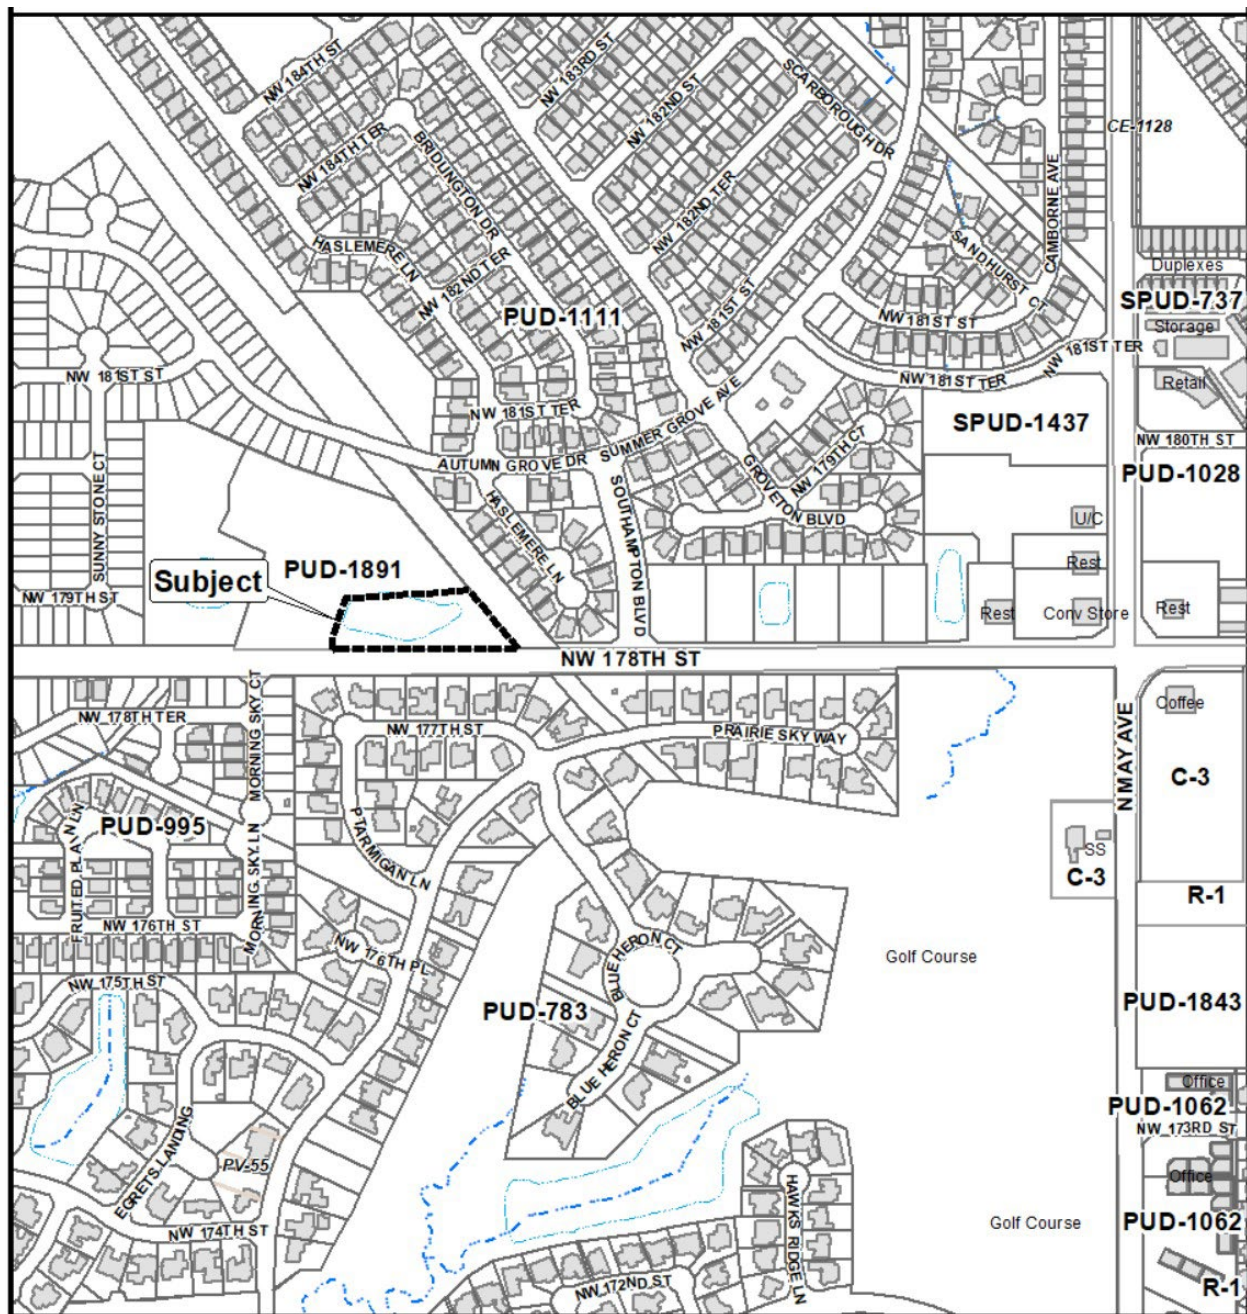 NW 184TH ST
NW 183RD ST
NW 182ND ST
SCARBOROUGH DR
CE-1128
NW 184TH TER
BRIDLINGTON DR
NW 182ND TER
CAMBORNE AVE
HASLEMERE LN
NW 182ND TER
SANDHURST CT
Duplexes
SPUD-737
PUD-1111
NW 181ST ST
NW 181ST ST
Storage
NW 181ST TER
NW 181ST ST
NW 181ST TER
Retail
NW 181ST TER
SUMMER GROVE AVE
SPUD-1437
NW 180TH ST
AUTUMN GROVE DR
NW 179TH CT
PUD-1028
SUNNY STONE CT
HASLEMERE LN
SOUTHAMPTON BLVD
GROVETON BLVD
U/C
PUD-1891
Subject
Rest
NW 179TH ST
Rest
Conv Store
Rest
NW 178TH ST
MORNING SKY CT
NW 178TH TER
NW 177TH ST
PRAIRIE SKY WAY
N MAY AVE
Coffee
C-3
PUD-995
PTARMIGAN LN
SS
C-3
FRUITED PLAIN LN
MORNING SKY LN
R-1
NW 176TH ST
NW 176TH PL
BLUE HERON CT
Golf Course
NW 175TH ST
PUD-783
PUD-1843
BLUE HERON CT
Office
PUD-1062
NW 173RD ST
EGRETS LANDING
PV-55
HAWKS RIDGE LN
Office
NW 174TH ST
Golf Course
PUD-1062
NW 172ND ST
R-1